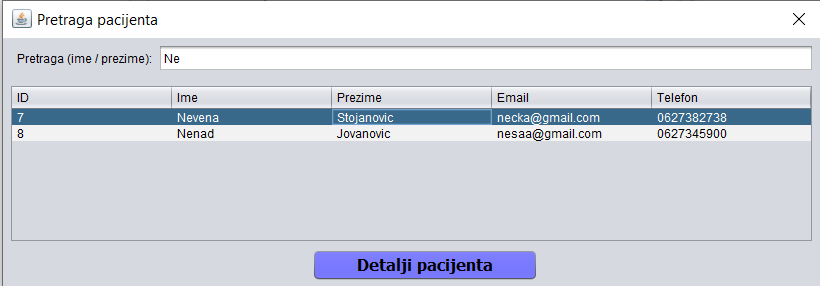 Pretraga pacijenta
Pretraga (ime / prezime): Ne
ID Ime Prezime Email Telefon
7 Nevena Stojanovic necka@gmail.com 0627382738
8 Nenad Jovanovic nesaa@gmail.com 0627345900
Detalji pacijenta